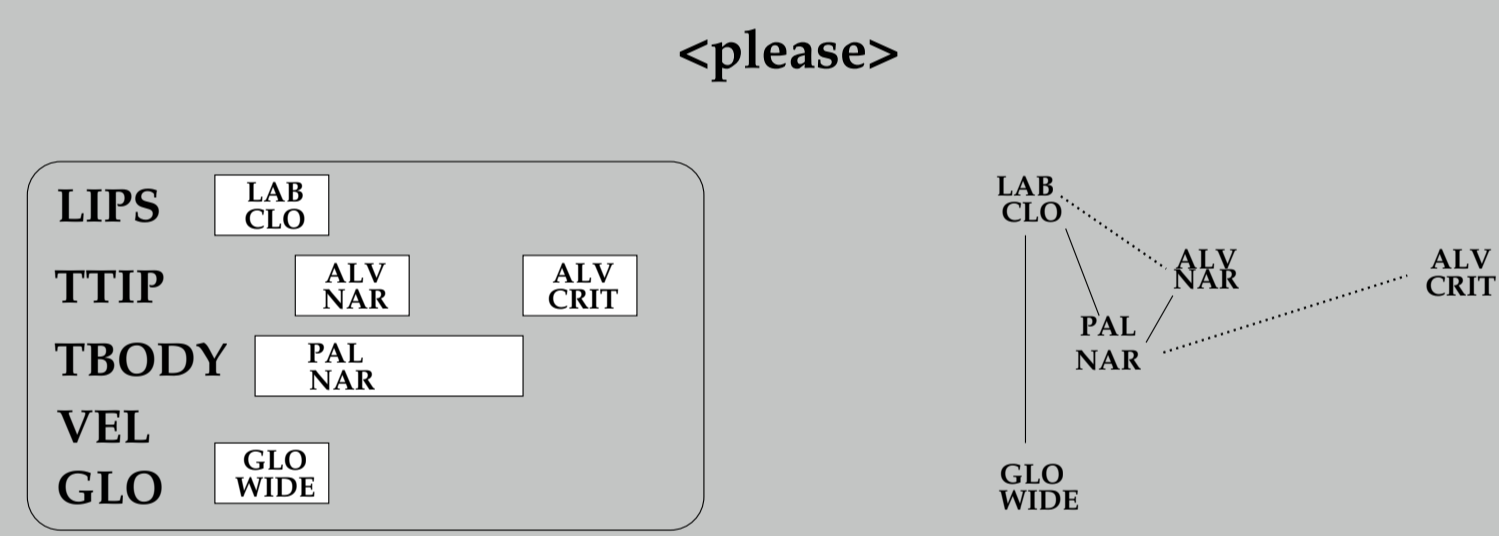 <please>
LIPS
LAB
CLO
TTIP
ALV
NAR
ALV
CRIT
TBODY
PAL
NAR
VEL
GLO
GLO
WIDE
LAB
CLO
ALV
NAR
ALV
CRIT
PAL
NAR
GLO
WIDE